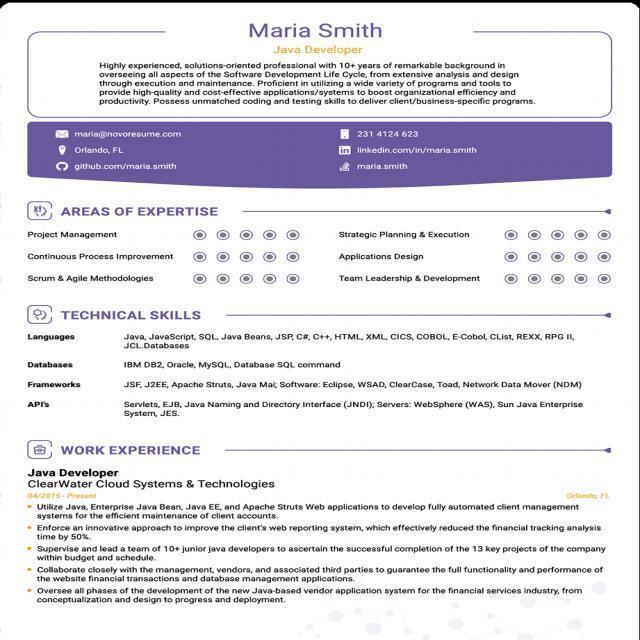 Maria Smith
Java Developer
Highly experienced, solutions-oriented professional with 10+ years of remarkable background in
overseeing all aspects of the Software Development Life Cycle, from extensive analysis and design
through execution and maintenance. Proficient in utilizing a wide variety of programs and tools to
provide high-quality and cost-effective applications/systems to boost organizational efficiency and
productivity. Possess unmatched coding and testing skills to deliver client/business-specific programs.
maria@novoresume.com
231 4124 623
Orlando, FL
linkedin.com/in/maria.smith
github.com/maria.smith
maria.smith
AREAS OF EXPERTISE
Project Management
Strategic Planning & Execution
Continuous Process Improvement
Applications Design
Scrum & Agile Methodologies
Team Leadership & Development
TECHNICAL SKILLS
Languages Java, JavaScript, SQL, Java Beans, JSP, C#, C++, HTML, XML, CICS, COBOL, E-Cobol, CList, REXX, RPG II,
JCL.Databases
Databases IBM DB2, Oracle, MySQL, Database SQL command
Frameworks JSF, J2EE, Apache Struts, Java Mai; Software: Eclipse, WSAD, ClearCase, Toad, Network Data Mover (NDM)
API's Servlets, EJB, Java Naming and Directory Interface (JNDI); Servers: WebSphere (WAS), Sun Java Enterprise
System, JES.
WORK EXPERIENCE
Java Developer
ClearWater Cloud Systems & Technologies
04/2015 - Present Orlando, FL
Utilize Java, Enterprise Java Bean, Java EE, and Apache Struts Web applications to develop fully automated client management
systems for the efficient maintenance of client accounts.
Enforce an innovative approach to improve the client's web reporting system, which effectively reduced the financial tracking analysis
time by 50%.
Supervise and lead a team of 10+ junior java developers to ascertain the successful completion of the 13 key projects of the company
within budget and schedule.
Collaborate closely with the management, vendors, and associated third parties to guarantee the full functionality and performance of
the website financial transactions and database management applications.
Oversee all phases of the development of the new Java-based vendor application system for the financial services industry, from
conceptualization and design to progress and deployment.